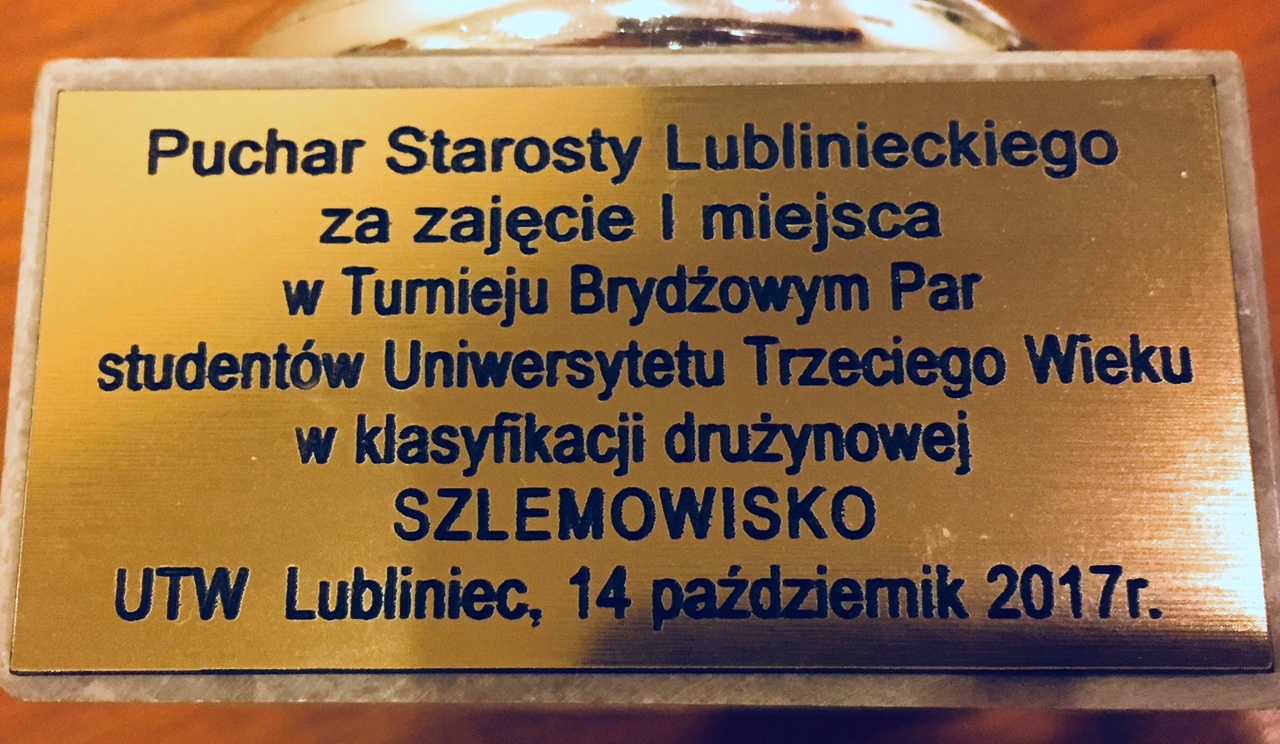 Puchar Starosty Lublinieckiego
za zajęcie I miejsca
w Turnieju Brydżowym Par
studentów Uniwersytetu Trzeciego Wieku
w klasyfikacji drużynowej
SZLEMOWISKO
UTW Lubliniec, 14 październik 2017r.